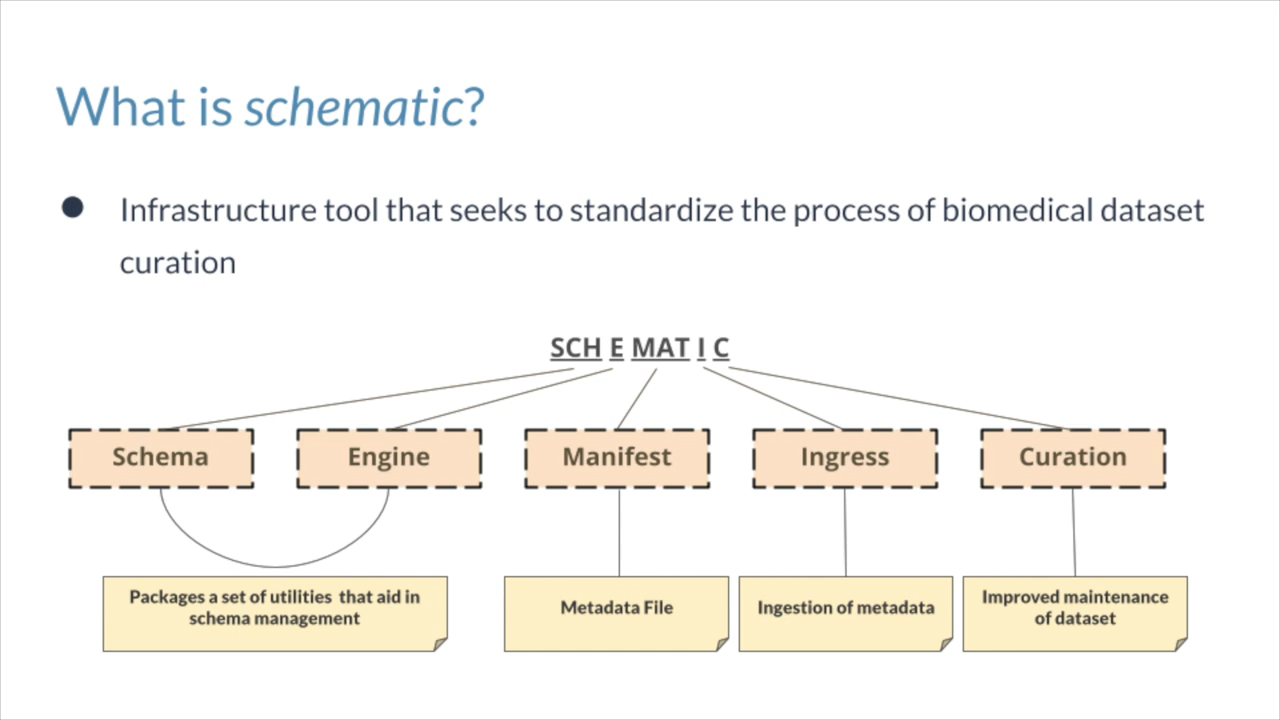 What is schematic?
● Infrastructure tool that seeks to standardize the process of biomedical dataset
curation
SCH E MAT I C
Schema
Engine
Manifest
Ingress
Curation
Packages a set of utilities that aid in
schema management
Metadata File
Ingestion of metadata
Improved maintenance
of dataset